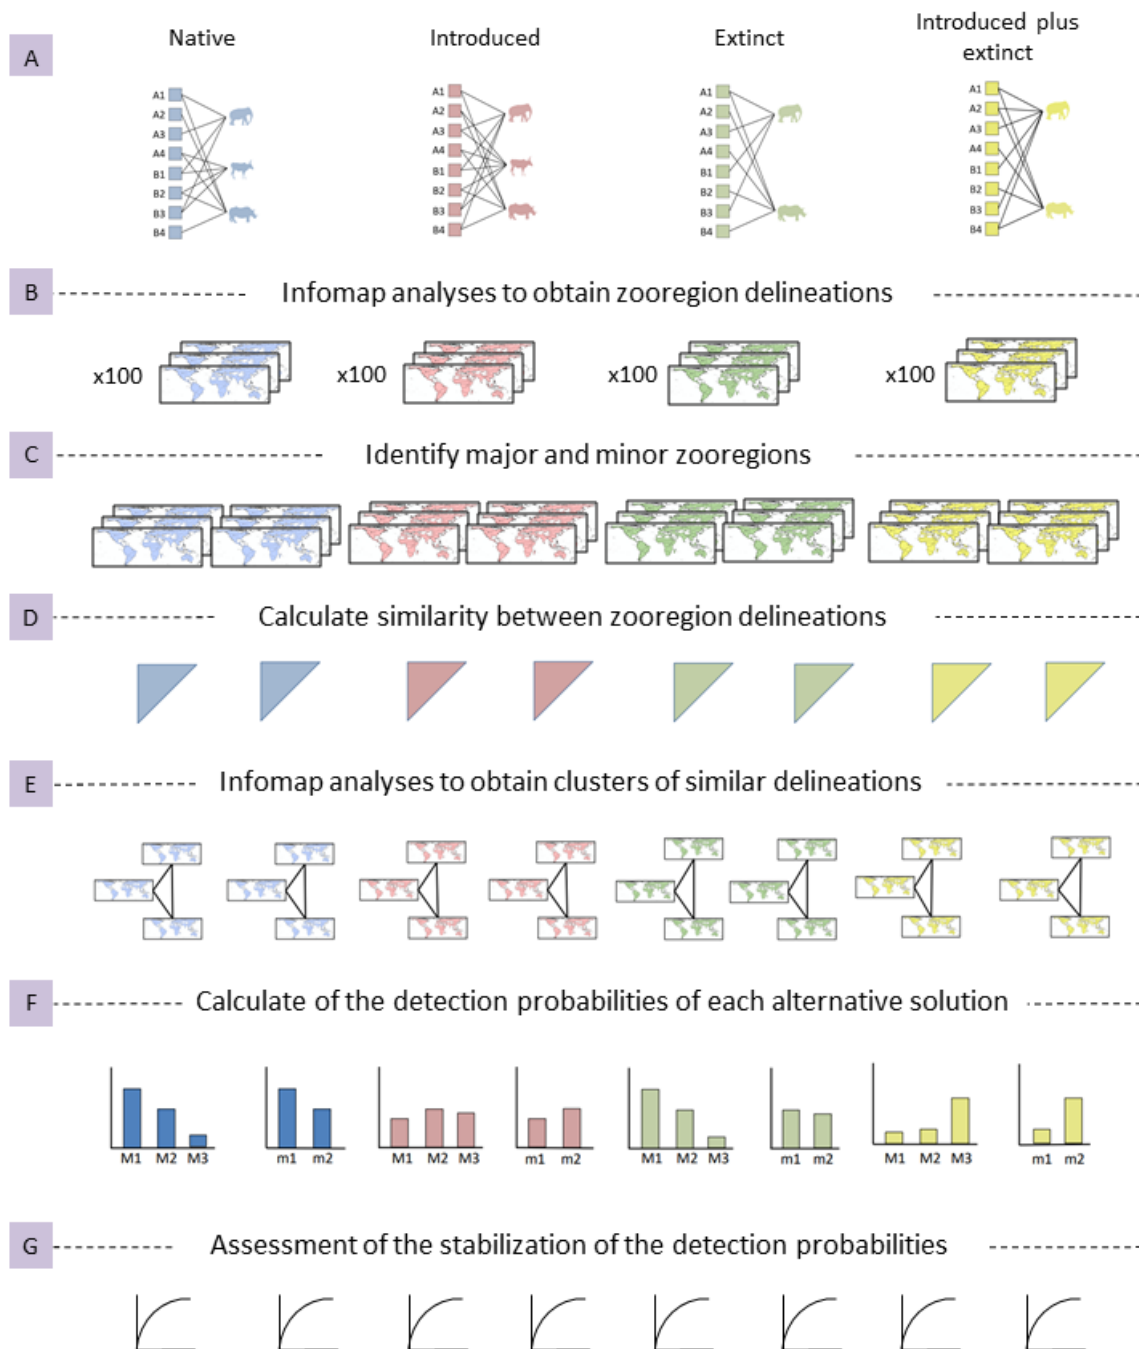 A
Native
Introduced
Extinct
Introduced plus
extinct
A1
A2
A3
A4
B1
B2
B3
B4
A1
A2
A3
A4
B1
B2
B3
B4
A1
A2
A3
A4
B1
B2
B3
B4
A1
A2
A3
A4
B1
B2
B3
B4
B
Infomap analyses to obtain zooregion delineations
x100
x100
x100
x100
C
Identify major and minor zooregions
D
Calculate similarity between zooregion delineations
E
Infomap analyses to obtain clusters of similar delineations
F
Calculate of the detection probabilities of each alternative solution
M1 M2 M3
m1 m2
M1 M2 M3
m1 m2
M1 M2 M3
m1 m2
M1 M2 M3
m1 m2
G
Assessment of the stabilization of the detection probabilities